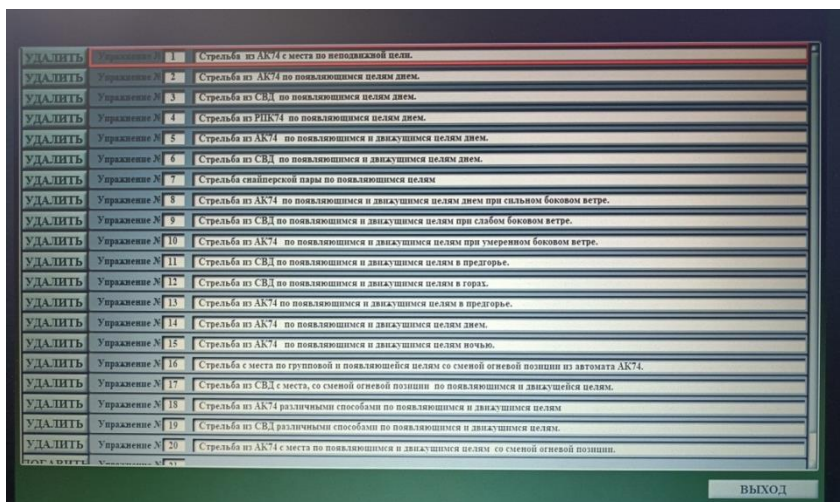 УДАЛИТЬ Упражнение № 1 Стрельба из АК74 с места по неподвижной цели.
УДАЛИТЬ Упражнение № 2 Стрельба из АК74 по появляющимся целям днем.
УДАЛИТЬ Упражнение № 3 Стрельба из СВД по появляющимся целям днем.
УДАЛИТЬ Упражнение № 4 Стрельба из РПК74 по появляющимся целям днем.
УДАЛИТЬ Упражнение № 5 Стрельба из АК74 по появляющимся и движущимся целям днем.
УДАЛИТЬ Упражнение № 6 Стрельба из СВД по появляющимся и движущимся целям днем.
УДАЛИТЬ Упражнение № 7 Стрельба снайперской пары по появляющимся целям
УДАЛИТЬ Упражнение № 8 Стрельба из АК74 по появляющимся и движущимся целям днем при сильном боковом ветре.
УДАЛИТЬ Упражнение № 9 Стрельба из СВД по появляющимся и движущимся целям при слабом боковом ветре.
УДАЛИТЬ Упражнение № 10 Стрельба из АК74 по появляющимся и движущимся целям при умеренном боковом ветре.
УДАЛИТЬ Упражнение № 11 Стрельба из СВД по появляющимся и движущимся целям в предгорье.
УДАЛИТЬ Упражнение № 12 Стрельба из СВД по появляющимся и движущимся целям в горах.
УДАЛИТЬ Упражнение № 13 Стрельба из АК74 по появляющимся и движущимся целям в предгорье.
УДАЛИТЬ Упражнение № 14 Стрельба из АК74 по появляющимся и движущимся целям днем.
УДАЛИТЬ Упражнение № 15 Стрельба из АК74 по появляющимся и движущимся целям ночью.
УДАЛИТЬ Упражнение № 16 Стрельба с места по групповой и появляющейся целям со сменой огневой позиции из автомата АК74.
УДАЛИТЬ Упражнение № 17 Стрельба из СВД с места, со сменой огневой позиции по появляющимся и движущейся целям.
УДАЛИТЬ Упражнение № 18 Стрельба из АК74 различными способами по появляющимся и движущимся целям
УДАЛИТЬ Упражнение № 19 Стрельба из СВД различными способами по появляющимся и движущимся целям.
УДАЛИТЬ Упражнение № 20 Стрельба из АК74 с места по появляющимся и движущимся целям со сменой огневой позиции.
ДОБАВИТЬ Упражнение № 21
ВЫХОД